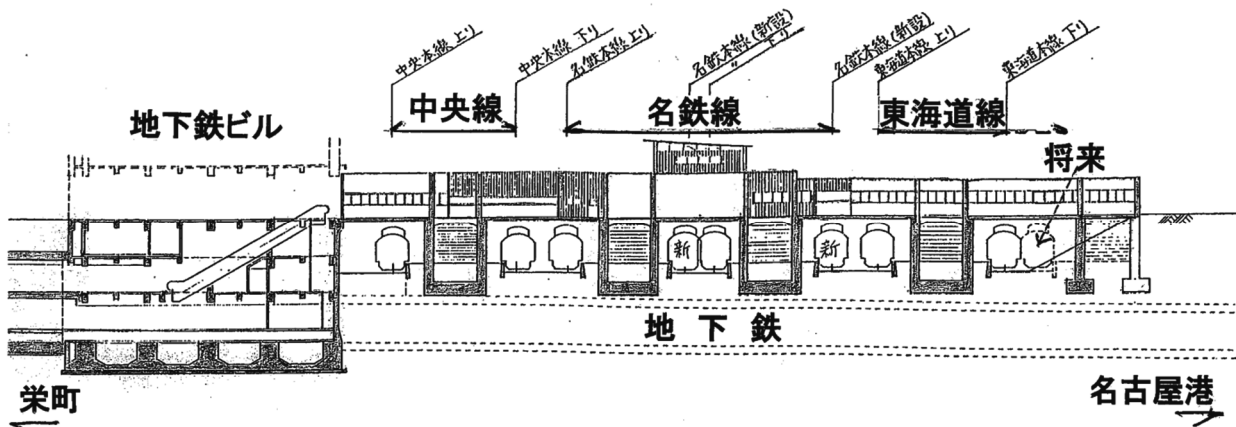 中央本線 上り
中央本線 下り
名鉄本線 上り
名鉄本線(新設)
〃 下り
名鉄本線(新設)
東海道本線 上り
東海道本線 下り
地下鉄ビル
中央線
名鉄線
東海道線
将来
新
新
地下鉄
栄町
名古屋港